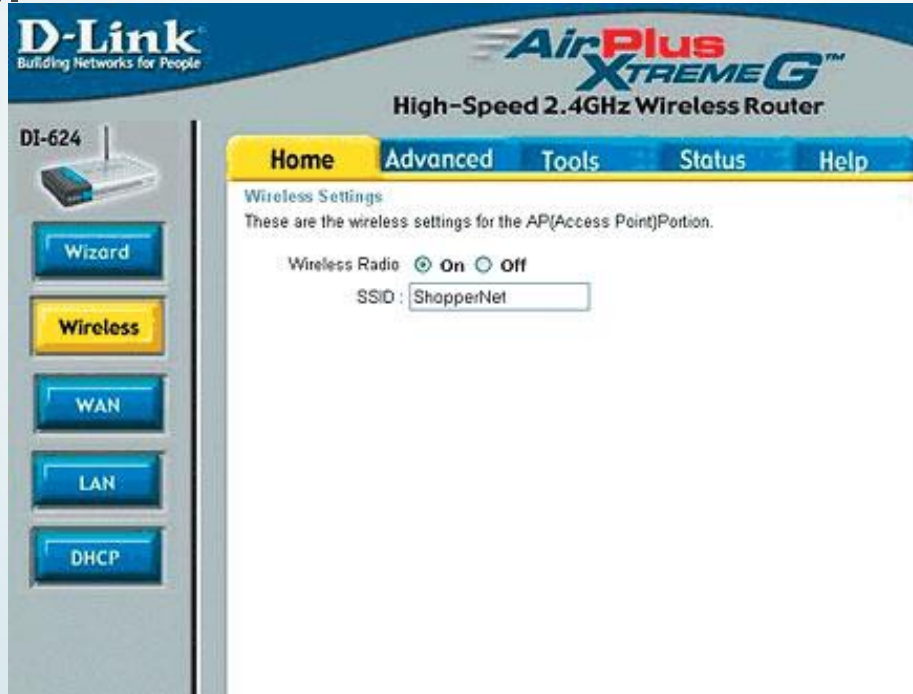 D-Link
Building Networks for People
AirPlus
XTREME G™
High-Speed 2.4GHz Wireless Router
DI-624
Home Advanced Tools Status Help
Wizard
Wireless
WAN
LAN
DHCP
Wireless Settings
These are the wireless settings for the AP(Access Point)Portion.
Wireless Radio On Off
SSID : ShopperNet